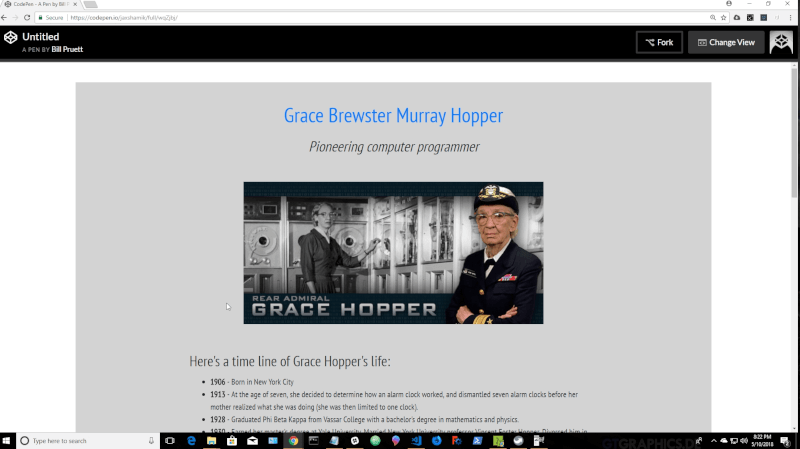 CodePen - A Pen by Bill
Secure
https://codepen.io/
Untitled
A PEN BY Bill Pruett
Fork
Change View
Grace Brewster Murray Hopper
Pioneering computer programmer
REAR ADMIRAL
GRACE HOPPER
Here's a time line of Grace Hopper's life:
1906 - Born in New York City
1913 - At the age of seven, she decided to determine how an alarm clock worked, and dismantled seven alarm clocks before her
mother realized what she was doing (she was then limited to one clock).
1928 - Graduated Phi Beta Kappa from Vassar College with a bachelor's degree in mathematics and physics.
1930 - Earned her master's degree at Yale University. Married New York University professor Vincent Foster Hopper. Divorced him in
Type here to search
GTGRAPHICS.DE
8:22 PM
5/10/2018